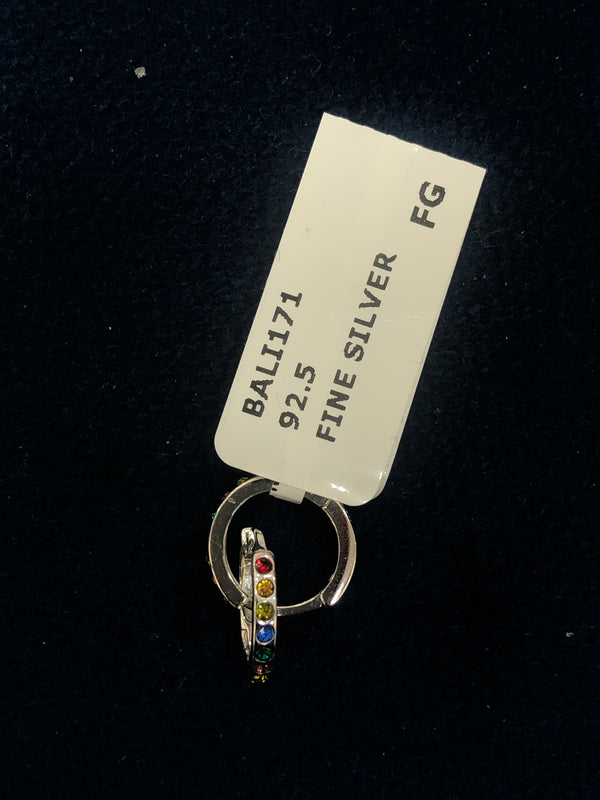 BALI171
92.5
FINE SILVER
FG